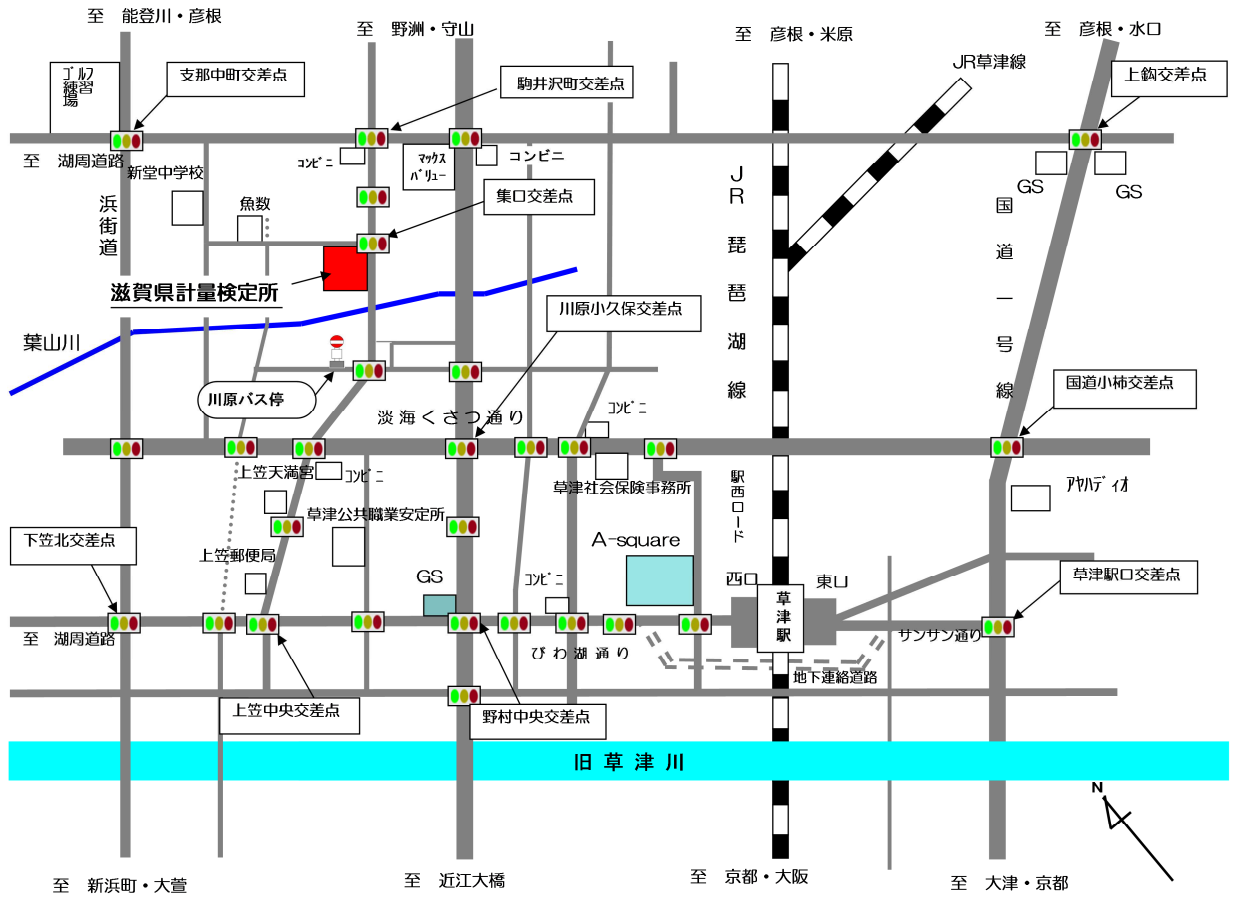 至　能登川・彦根
至　野洲・守山
至　彦根・米原
至　彦根・水口
JR草津線
ｺﾞﾙﾌ
練習
場
支那中町交差点
駒井沢町交差点
上鈎交差点
至　湖周道路
新堂中学校
ｺﾝﾋﾞﾆ
ﾏｯｸｽ
ﾊﾞﾘｭｰ
コンビニ
GS
GS
集口交差点
魚数
浜街道
JR琵琶湖線
国道一号線
滋賀県計量検定所
川原小久保交差点
葉山川
川原バス停
国道小柿交差点
淡海くさつ通り
ｺﾝﾋﾞﾆ
上笠天満宮
ｺﾝﾋﾞﾆ
草津社会保険事務所
駅西ロード
ｱﾔﾊﾃﾞｨｵ
草津公共職業安定所
下笠北交差点
上笠郵便局
A-square
GS
ｺﾝﾋﾞﾆ
西口
草津駅
東口
草津駅口交差点
至　湖周道路
びわ湖通り
サンサン通り
地下連絡道路
上笠中央交差点
野村中央交差点
旧草津川
N
至　新浜町・大萱
至　近江大橋
至　京都・大阪
至　大津・京都